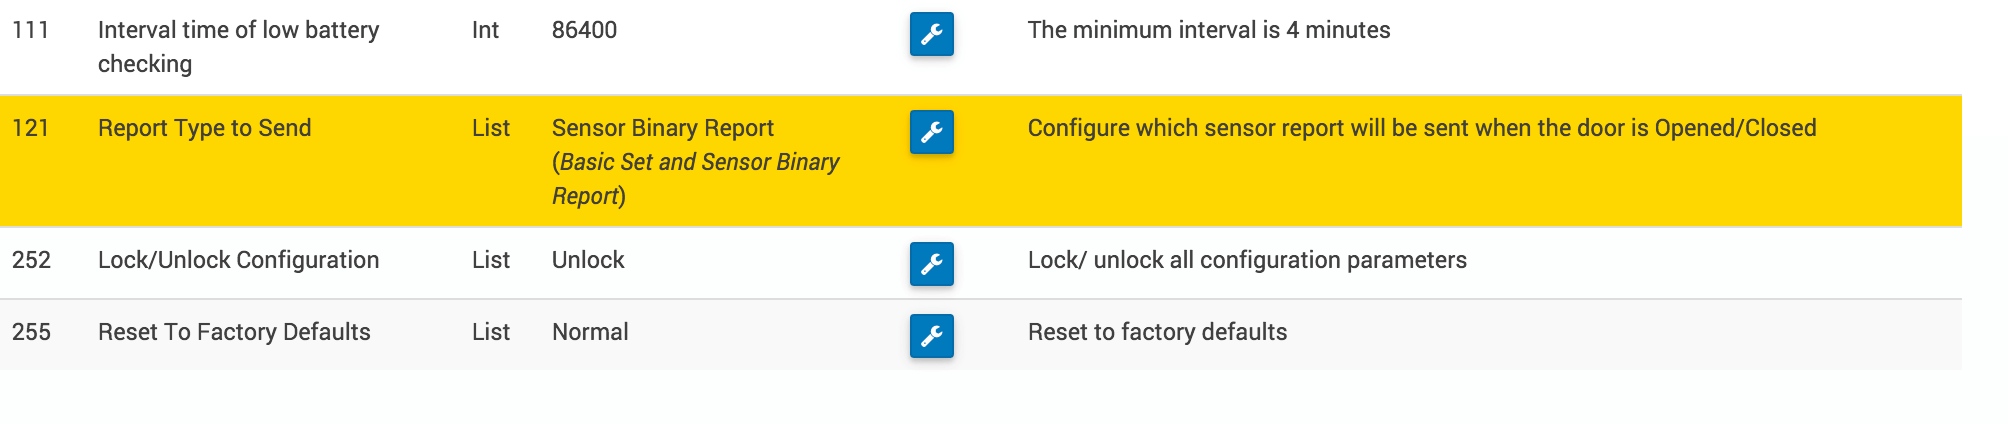 111 Interval time of low battery Int 86400 The minimum interval is 4 minutes
checking
121 Report Type to Send List Sensor Binary Report Configure which sensor report will be sent when the door is Opened/Closed
(Basic Set and Sensor Binary
Report)
252 Lock/Unlock Configuration List Unlock Lock/ unlock all configuration parameters
255 Reset To Factory Defaults List Normal Reset to factory defaults